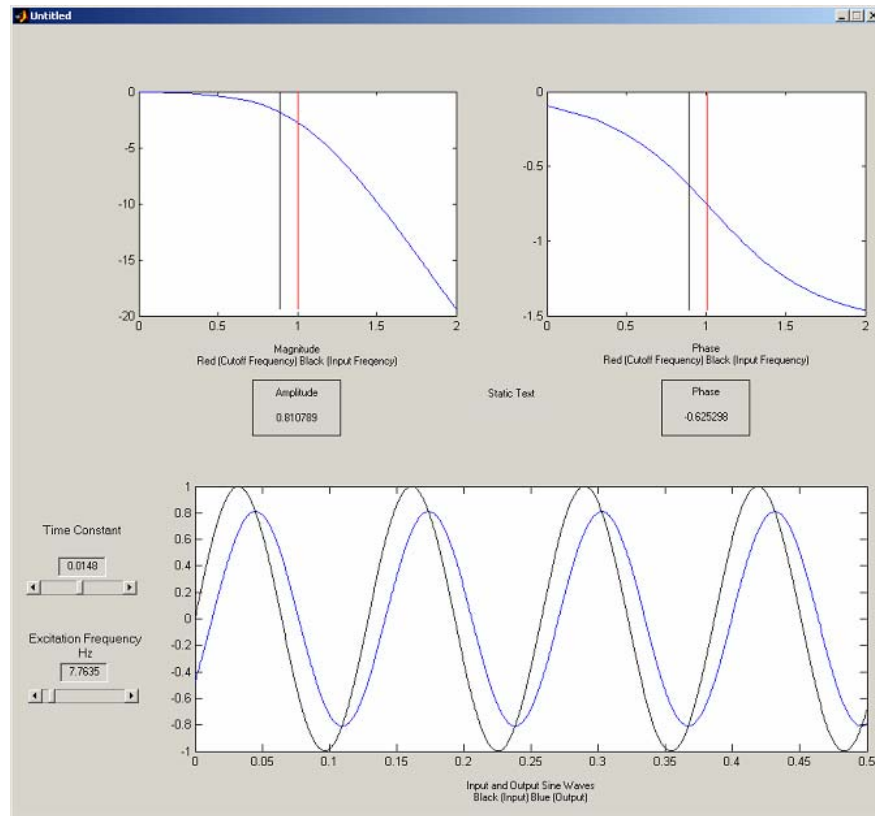 Untitled
0
-5
-10
-15
-20
0 0.5 1 1.5 2
Magnitude
Red (Cutoff Frequency) Black (Input Freqency)
0
-0.5
-1
-1.5
0 0.5 1 1.5 2
Phase
Red (Cutoff Frequency) Black (Input Frequency)
Amplitude
0.810789
Static Text
Phase
-0.625298
Time Constant
0.0148
Excitation Frequency
Hz
7.7635
1
0.8
0.6
0.4
0.2
0
-0.2
-0.4
-0.6
-0.8
-1
0 0.05 0.1 0.15 0.2 0.25 0.3 0.35 0.4 0.45 0.5
Input and Output Sine Waves
Black (Input) Blue (Output)